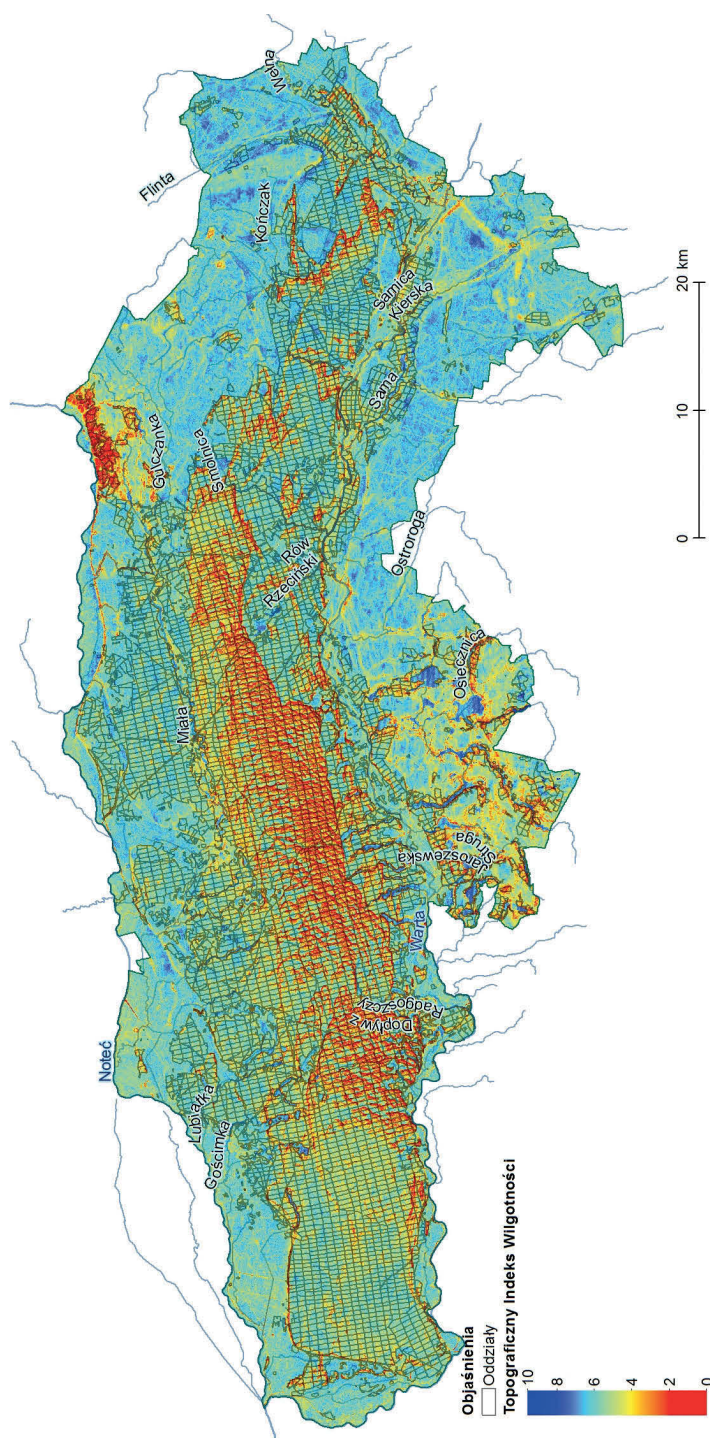 Noteć
Flinta
Wełna
Kończak
Gulczanka
Lubiatka
Gościmka
Miała
Smolnica
Rów
Rzeciński
Samica
Kierska
Sama
Ostroroga
Warta
Dopływ z
Radgoszczy
Jaroszewska
Struga
Osiecznica
Objaśnienia
Oddziały
Topograficzny Indeks Wilgotności
10
8
6
4
2
0
0 10 20 km